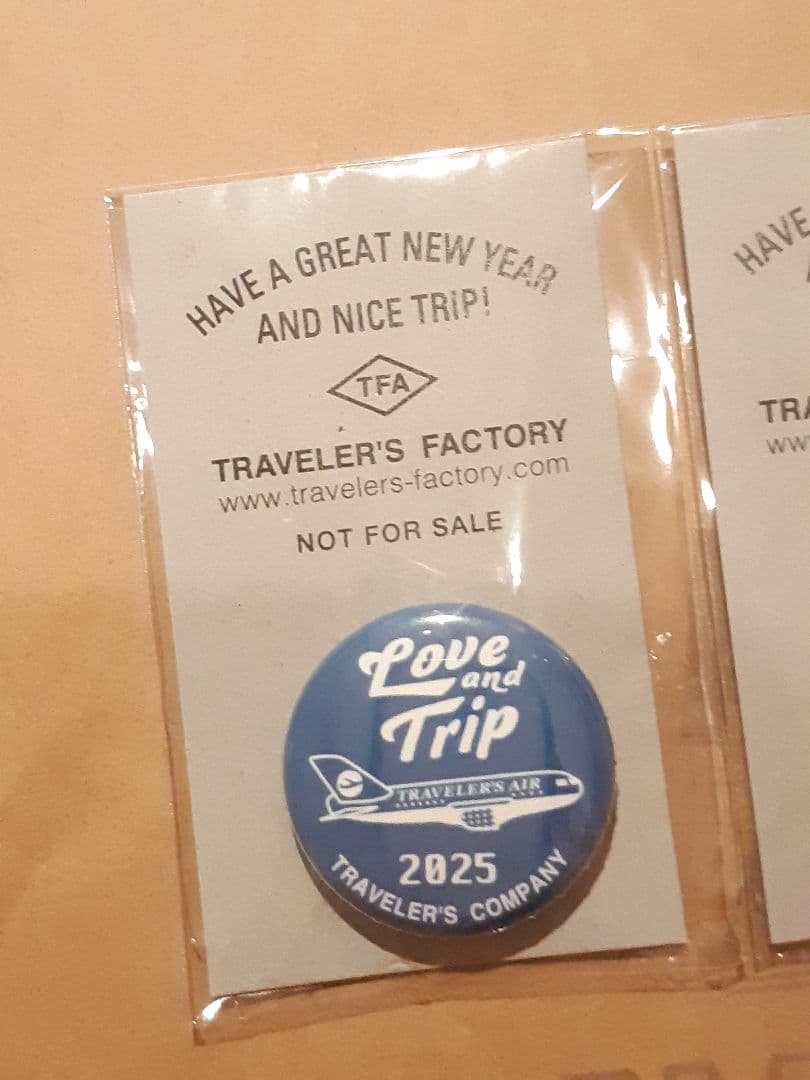 HAVE A GREAT NEW YEAR
AND NICE TRiP!
TFA
TRAVELER'S FACTORY
www.travelers-factory.com
NOT FOR SALE
Love
and
Trip
TRAVELER'S AIR
2025
TRAVELER'S COMPANY
HAVE